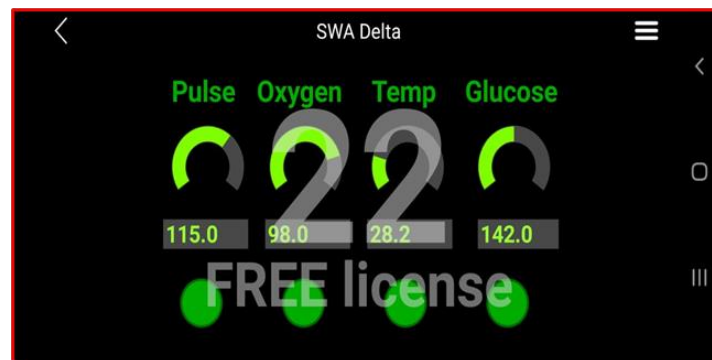 SWA Delta
Pulse Oxygen Temp Glucose
22
115.0 98.0 28.2 142.0
FREE license